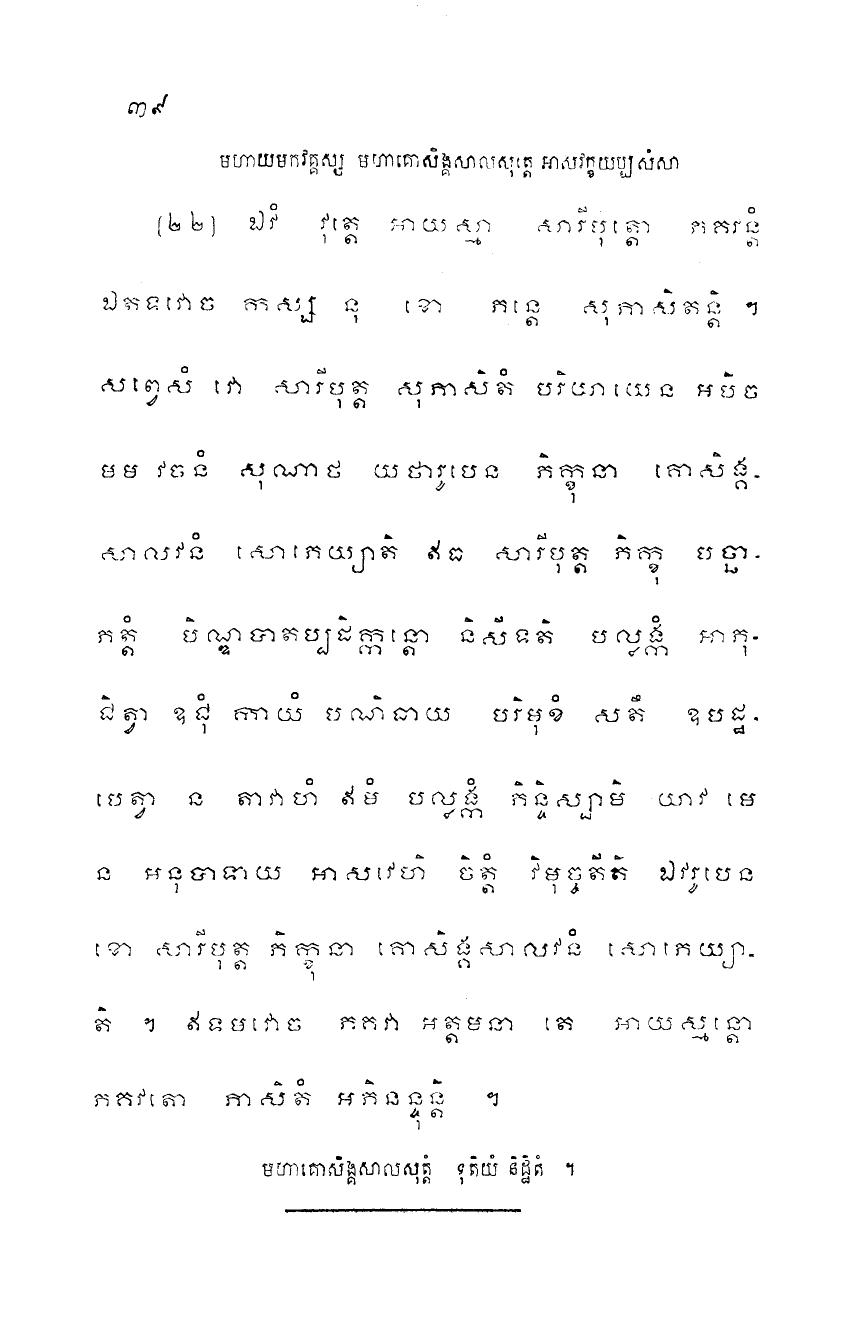 ៣៩
មហាយមកវគ្គស្ស មហាគោសិង្គសាលសុត្តេ អាសវក្ខយប្បសំសា
(២២) ឯវំ វុត្តេ អាយស្មា សារីបុត្តោ ភគវន្តំ
ឯតទវោច កស្ស នុ ខោ ភន្តេ សុភាសិតន្តិ ។
សព្វេសំ វោ សារីបុត្ត សុភាសិតំ បរិយាយេន អបិច
មម វចនំ សុណាថ យថារូបេន ភិក្ខុនា គោសិង្គ-
សាលវនំ សោភេយ្យាតិ ឥធ សារីបុត្ត ភិក្ខុ បច្ឆា-
ភត្តំ បិណ្ឌបាតប្បដិក្កន្តោ និសីទតិ បល្លង្កំ អាភុ-
ជិត្វា ឧជុំ កាយំ បណិធាយ បរិមុខំ សតឹ ឧបដ្ឋ-
បេត្វា ន តាវាហំ ឥមំ បល្លង្កំ ភិន្ទិស្សាមិ យាវ មេ
ន អនុបាទាយ អាសវេហិ ចិត្តំ វិមុច្ចតីតិ ឯវរូបេន
ខោ សារីបុត្ត ភិក្ខុនា គោសិង្គសាលវនំ សោភេយ្យា-
តិ ។ ឥទមវោច ភគវា អត្តមនា តេ អាយស្មន្តោ
ភគវតោ ភាសិតំ អភិនន្ទុន្តិ ។
មហាគោសិង្គសាលសុត្តំ ទុតិយំ និដ្ឋិតំ ។